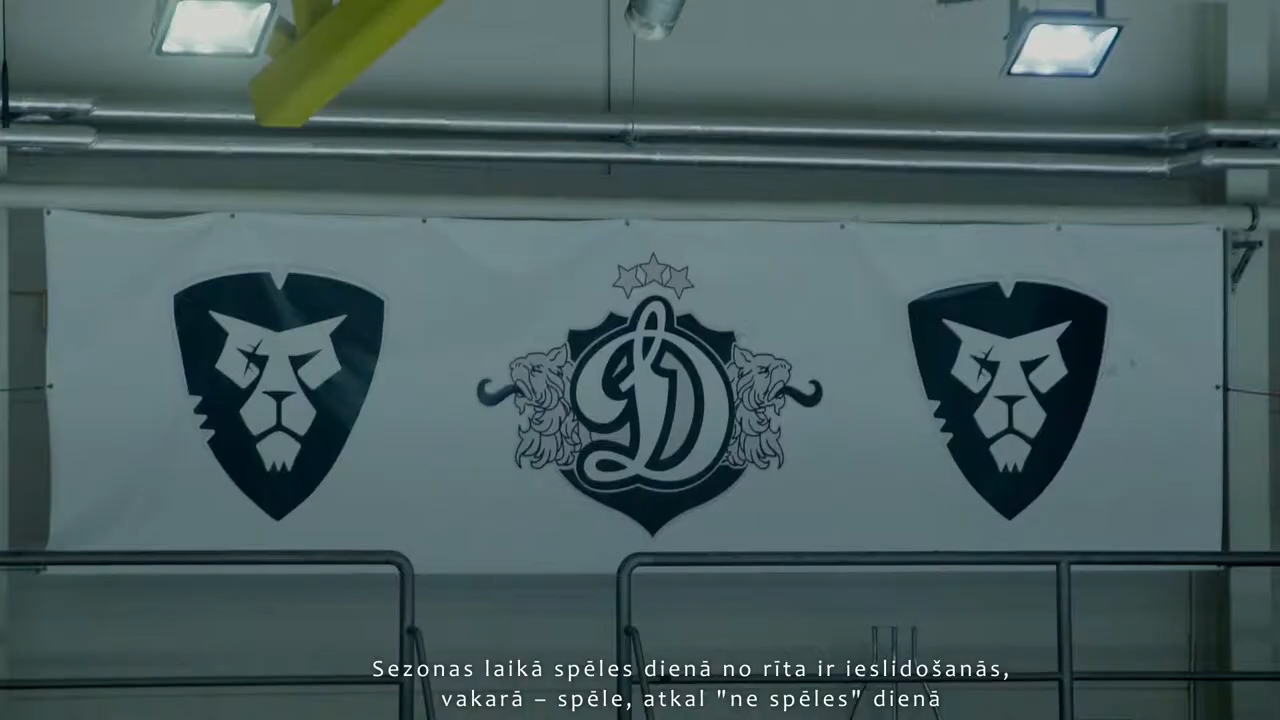 D
Sezonas laikā spēles dienā no rīta ir ieslidošanās,
vakarā – spēle, atkal "ne spēles" dienā